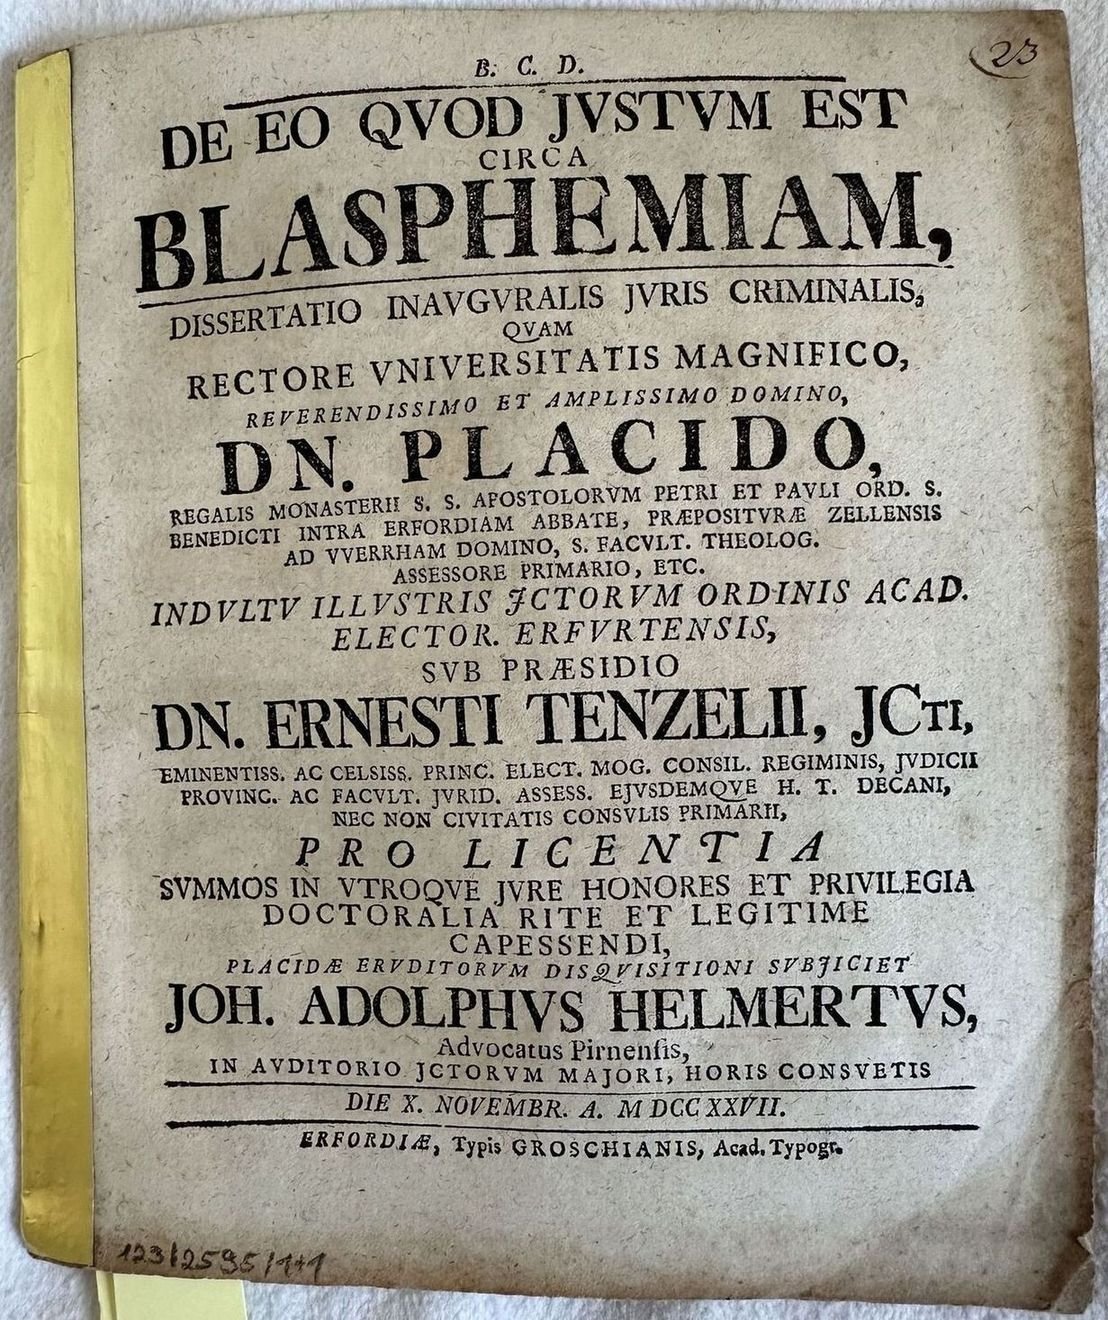 23
B. C. D.
DE EO QVOD JVSTVM EST
CIRCA
BLASPHEMIAM,
DISSERTATIO INAVGVRALIS JVRIS CRIMINALIS,
QVAM
RECTORE VNIVERSITATIS MAGNIFICO,
REVERENDISSIMO ET AMPLISSIMO DOMINO,
DN. PLACIDO,
REGALIS MONASTERII S. S. APOSTOLORVM PETRI ET PAVLI ORD. S.
BENEDICTI INTRA ERFORDIAM ABBATE, PRÆPOSITVRÆ ZELLENSIS
AD VVERRHAM DOMINO, S. FACVLT. THEOLOG.
ASSESSORE PRIMARIO, ETC.
INDVLTV ILLVSTRIS JCTORVM ORDINIS ACAD.
ELECTOR. ERFVRTENSIS,
SVB PRÆSIDIO
DN. ERNESTI TENZELII, JCTI,
EMINENTISS. AC CELSISS. PRINC. ELECT. MOG. CONSIL. REGIMINIS, JVDICII
PROVINC. AC FACVLT. JVRID. ASSESS. EJVSDEMQVE H. T. DECANI,
NEC NON CIVITATIS CONSVLIS PRIMARII,
PRO LICENTIA
SVMMOS IN VTROQVE JVRE HONORES ET PRIVILEGIA
DOCTORALIA RITE ET LEGITIME
CAPESSENDI,
PLACIDÆ ERVDITORVM DISQVISITIONI SVBJICIET
JOH. ADOLPHVS HELMERTVS,
Advocatus Pirnensis,
IN AVDITORIO JCTORVM MAJORI, HORIS CONSVETIS
DIE X. NOVEMBR. A. M DCC XXVII.
ERFORDIÆ, Typis GROSCHIANIS, Acad. Typogr.
123/2595/1+1